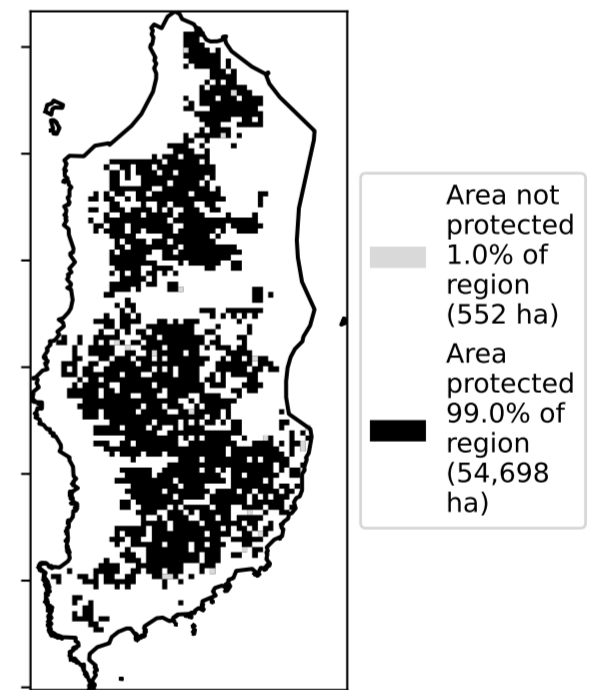 Area not
protected
1.0% of
region
(552 ha)
Area
protected
99.0% of
region
(54,698
ha)